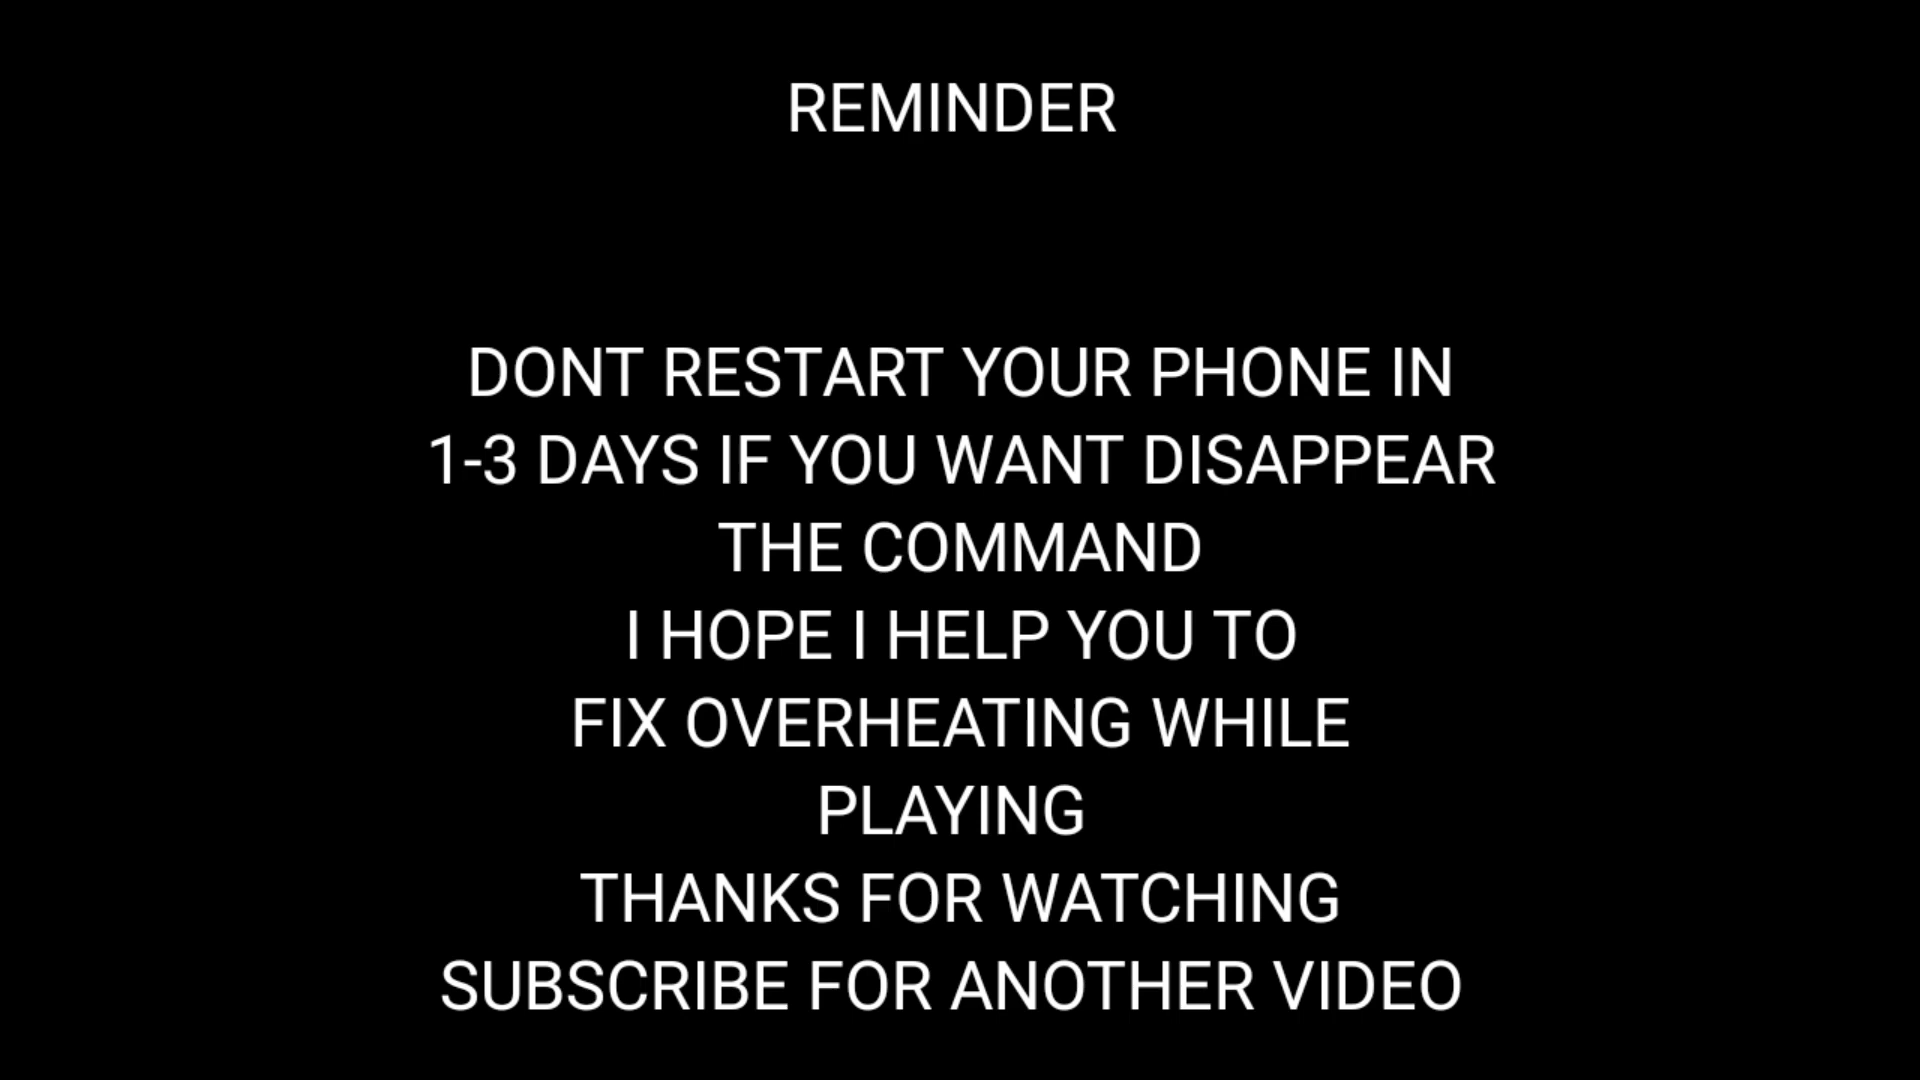 REMINDER
DONT RESTART YOUR PHONE IN
1-3 DAYS IF YOU WANT DISAPPEAR
THE COMMAND
I HOPE I HELP YOU TO
FIX OVERHEATING WHILE
PLAYING
THANKS FOR WATCHING
SUBSCRIBE FOR ANOTHER VIDEO